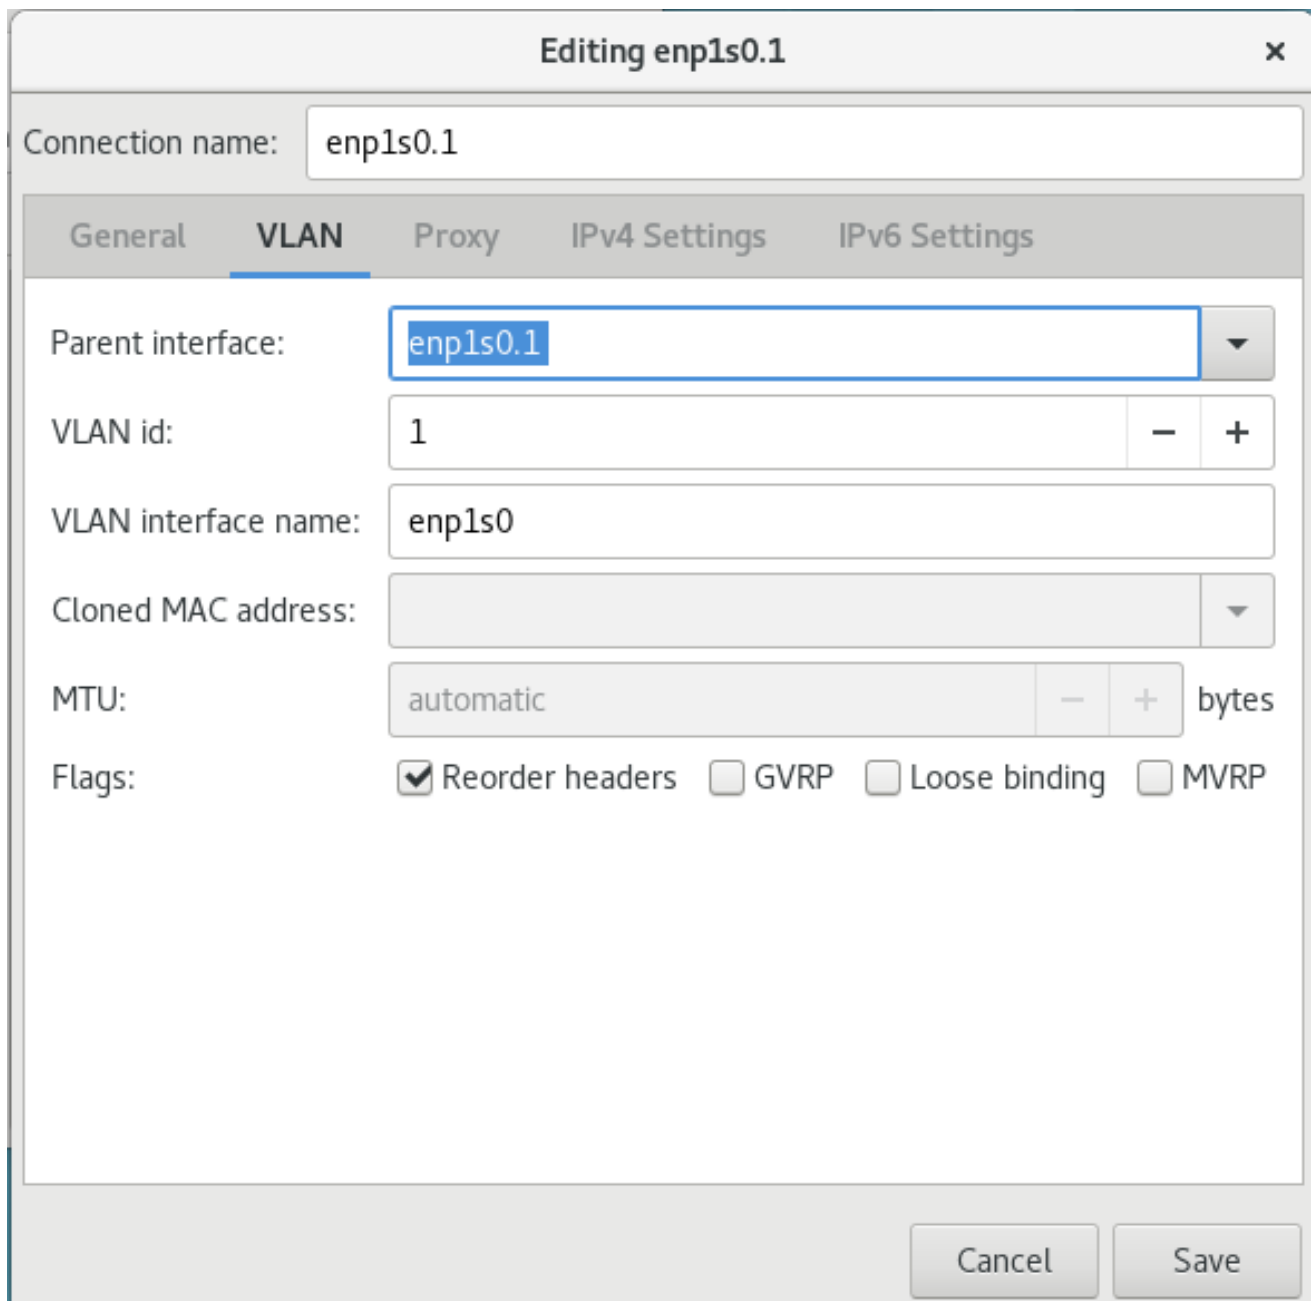 Editing enp1s0.1
Connection name: enp1s0.1
General VLAN Proxy IPv4 Settings IPv6 Settings
Parent interface: enp1s0.1
VLAN id: 1
VLAN interface name: enp1s0
Cloned MAC address:
MTU: automatic bytes
Flags: Reorder headers GVRP Loose binding MVRP
Cancel Save